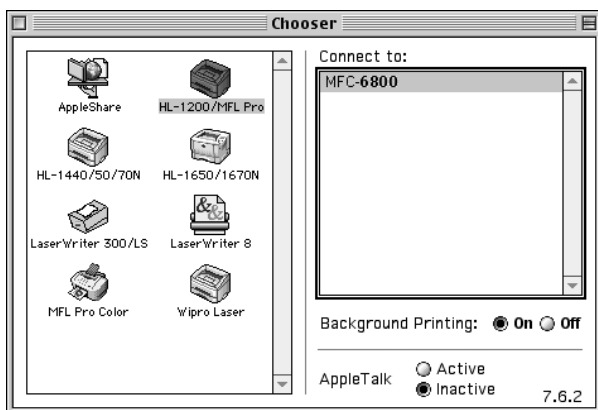 Chooser
AppleShare
HL-1200/MFL Pro
HL-1440/50/70N
HL-1650/1670N
LaserWriter 300/LS
LaserWriter 8
MFL Pro Color
Wipro Laser
Connect to:
MFC-6800
Background Printing: On Off
AppleTalk
Active
Inactive
7.6.2